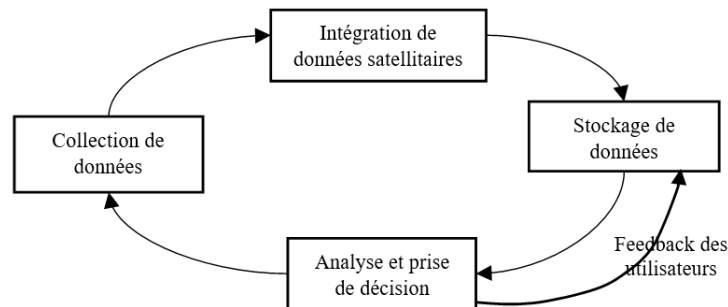 Intégration de
données satellitaires
Collection de
données
Stockage de
données
Analyse et prise
de décision
Feedback des
utilisateurs